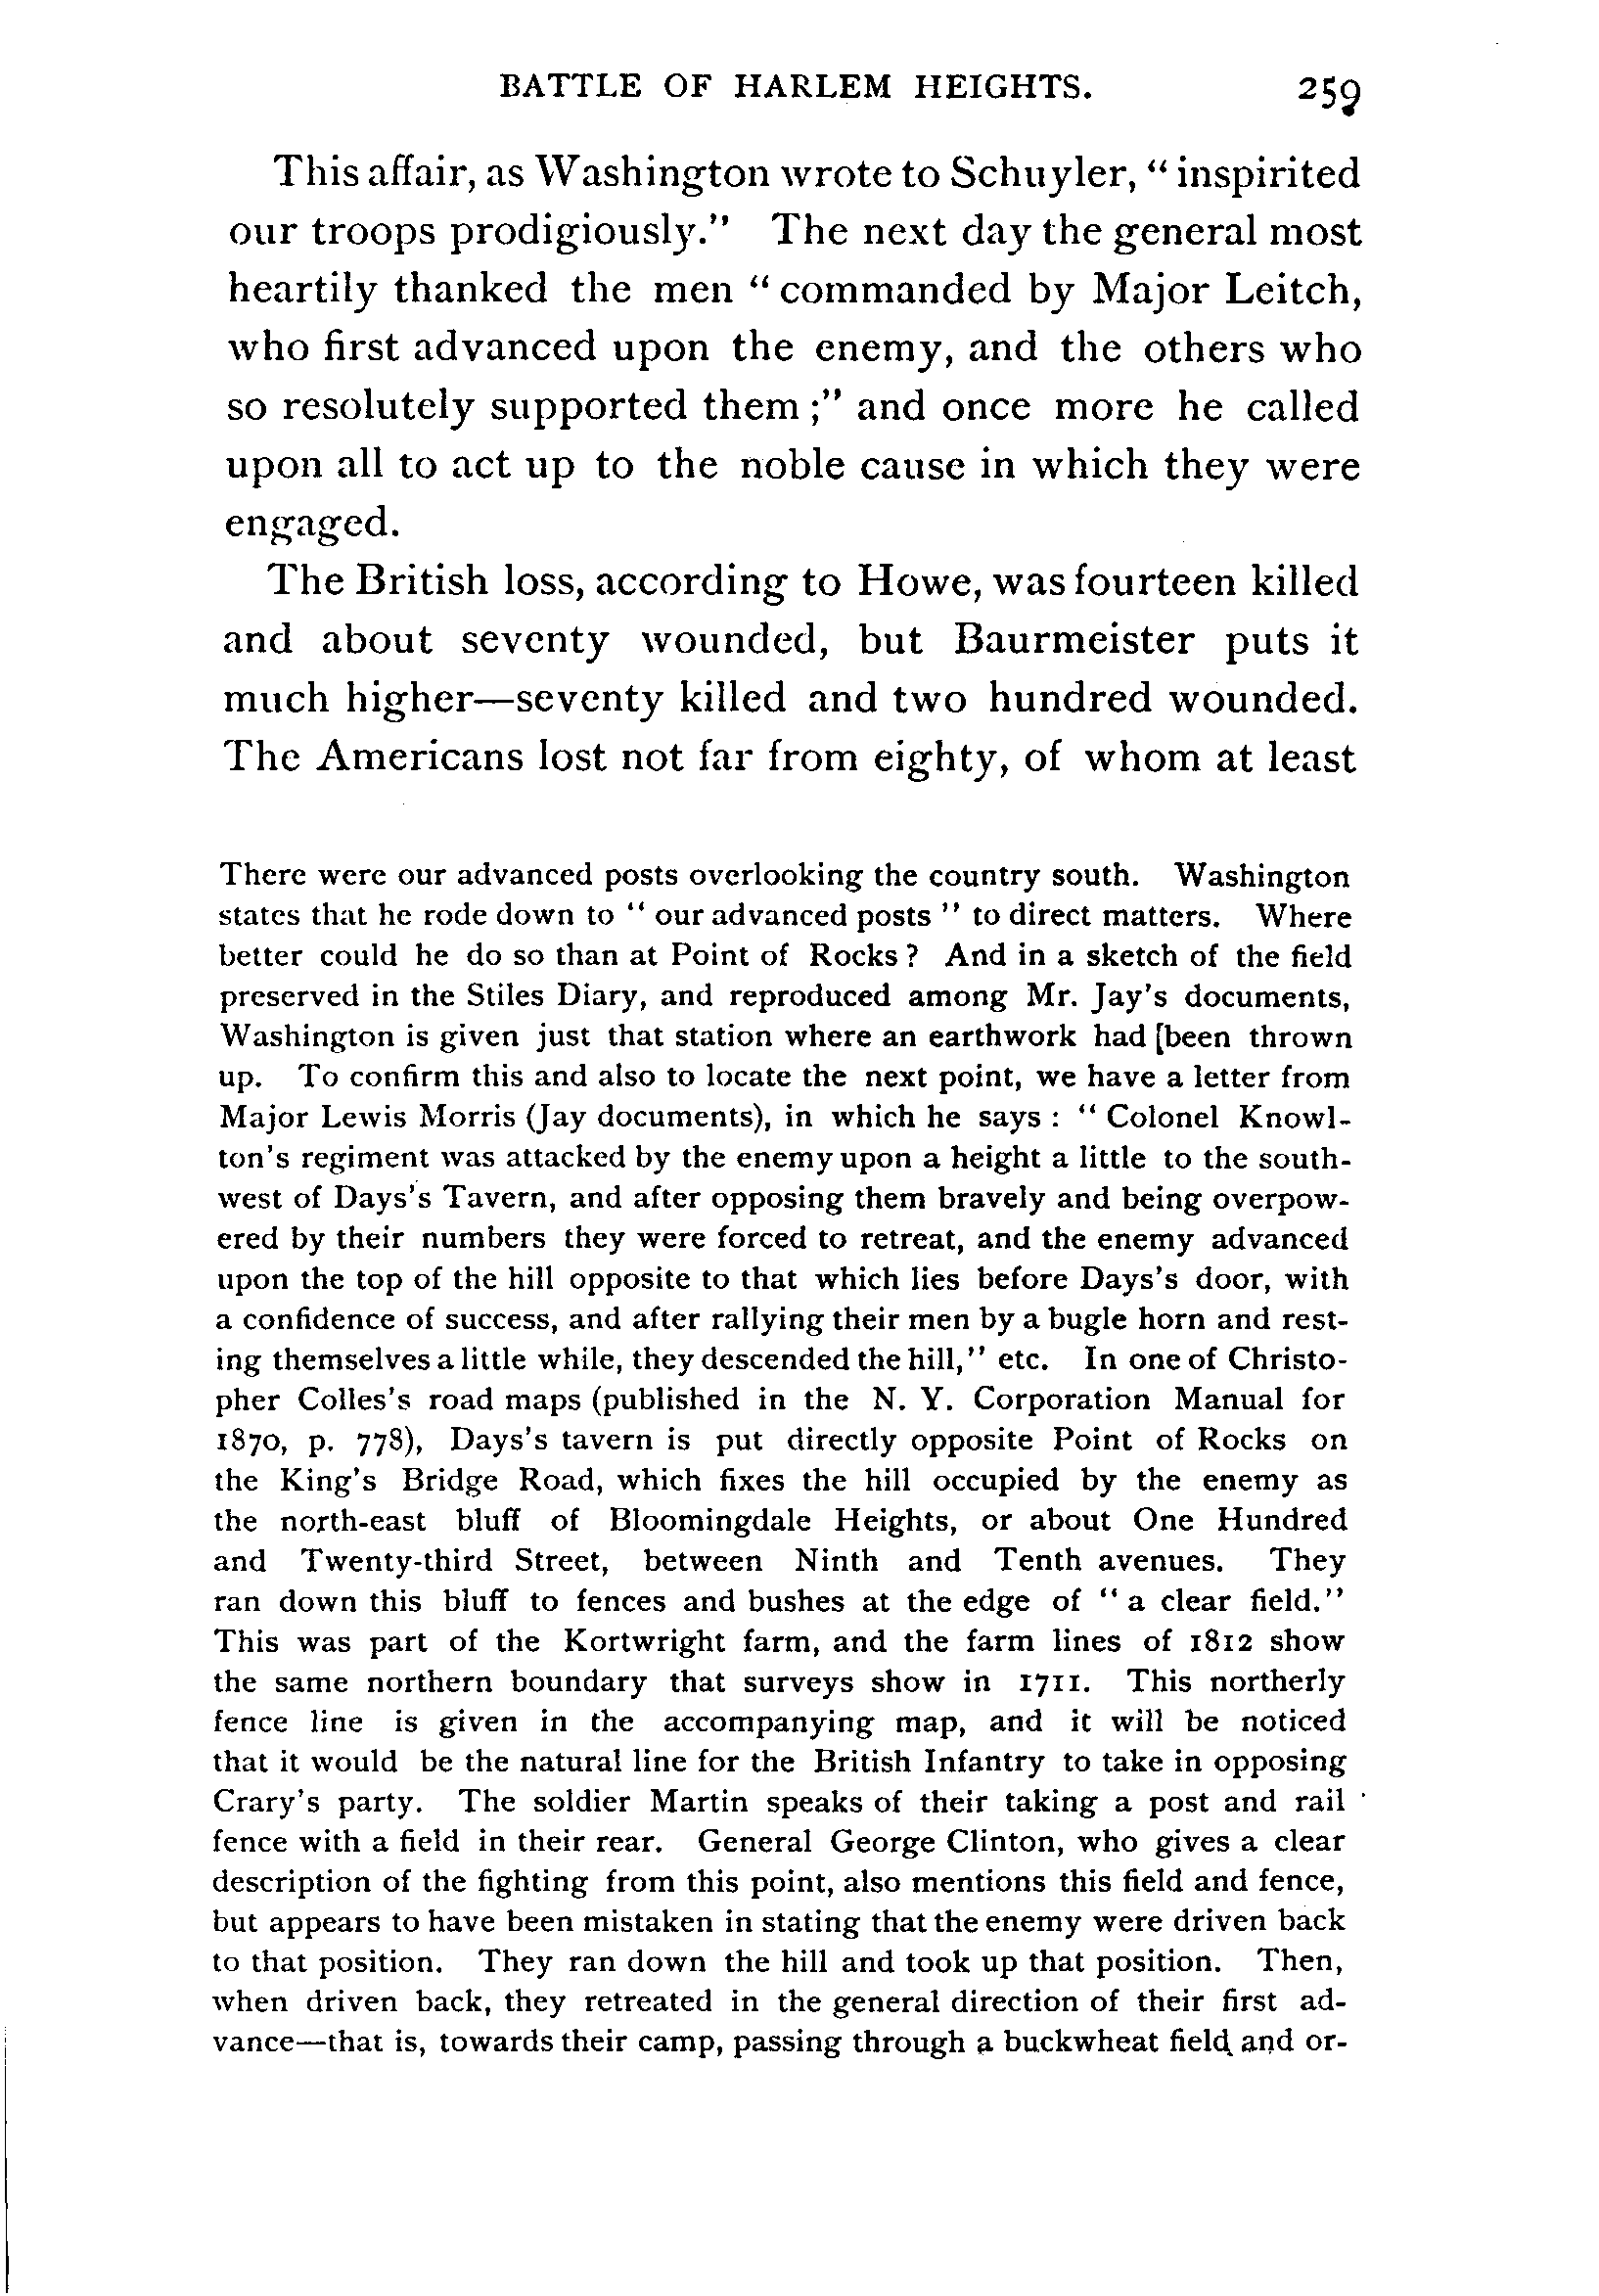 BATTLE OF HARLEM HEIGHTS. 259
This affair, as Washington wrote to Schuyler, “ inspirited
our troops prodigiously.” The next day the general most
heartily thanked the men “ commanded by Major Leitch,
who first advanced upon the enemy, and the others who
so resolutely supported them ;” and once more he called
upon all to act up to the noble cause in which they were
engaged.
The British loss, according to Howe, was fourteen killed
and about seventy wounded, but Baurmeister puts it
much higher—seventy killed and two hundred wounded.
The Americans lost not far from eighty, of whom at least
There were our advanced posts overlooking the country south. Washington
states that he rode down to “ our advanced posts ” to direct matters. Where
better could he do so than at Point of Rocks ? And in a sketch of the field
preserved in the Stiles Diary, and reproduced among Mr. Jay's documents,
Washington is given just that station where an earthwork had [been thrown
up. To confirm this and also to locate the next point, we have a letter from
Major Lewis Morris (Jay documents), in which he says : “ Colonel Knowl-
ton's regiment was attacked by the enemy upon a height a little to the south-
west of Days's Tavern, and after opposing them bravely and being overpow-
ered by their numbers they were forced to retreat, and the enemy advanced
upon the top of the hill opposite to that which lies before Days's door, with
a confidence of success, and after rallying their men by a bugle horn and rest-
ing themselves a little while, they descended the hill,” etc. In one of Christo-
pher Colles's road maps (published in the N. Y. Corporation Manual for
1870, p. 778), Days's tavern is put directly opposite Point of Rocks on
the King's Bridge Road, which fixes the hill occupied by the enemy as
the north-east bluff of Bloomingdale Heights, or about One Hundred
and Twenty-third Street, between Ninth and Tenth avenues. They
ran down this bluff to fences and bushes at the edge of “ a clear field.”
This was part of the Kortwright farm, and the farm lines of 1812 show
the same northern boundary that surveys show in 1711. This northerly
fence line is given in the accompanying map, and it will be noticed
that it would be the natural line for the British Infantry to take in opposing
Crary's party. The soldier Martin speaks of their taking a post and rail
fence with a field in their rear. General George Clinton, who gives a clear
description of the fighting from this point, also mentions this field and fence,
but appears to have been mistaken in stating that the enemy were driven back
to that position. They ran down the hill and took up that position. Then,
when driven back, they retreated in the general direction of their first ad-
vance—that is, towards their camp, passing through a buckwheat field and or-